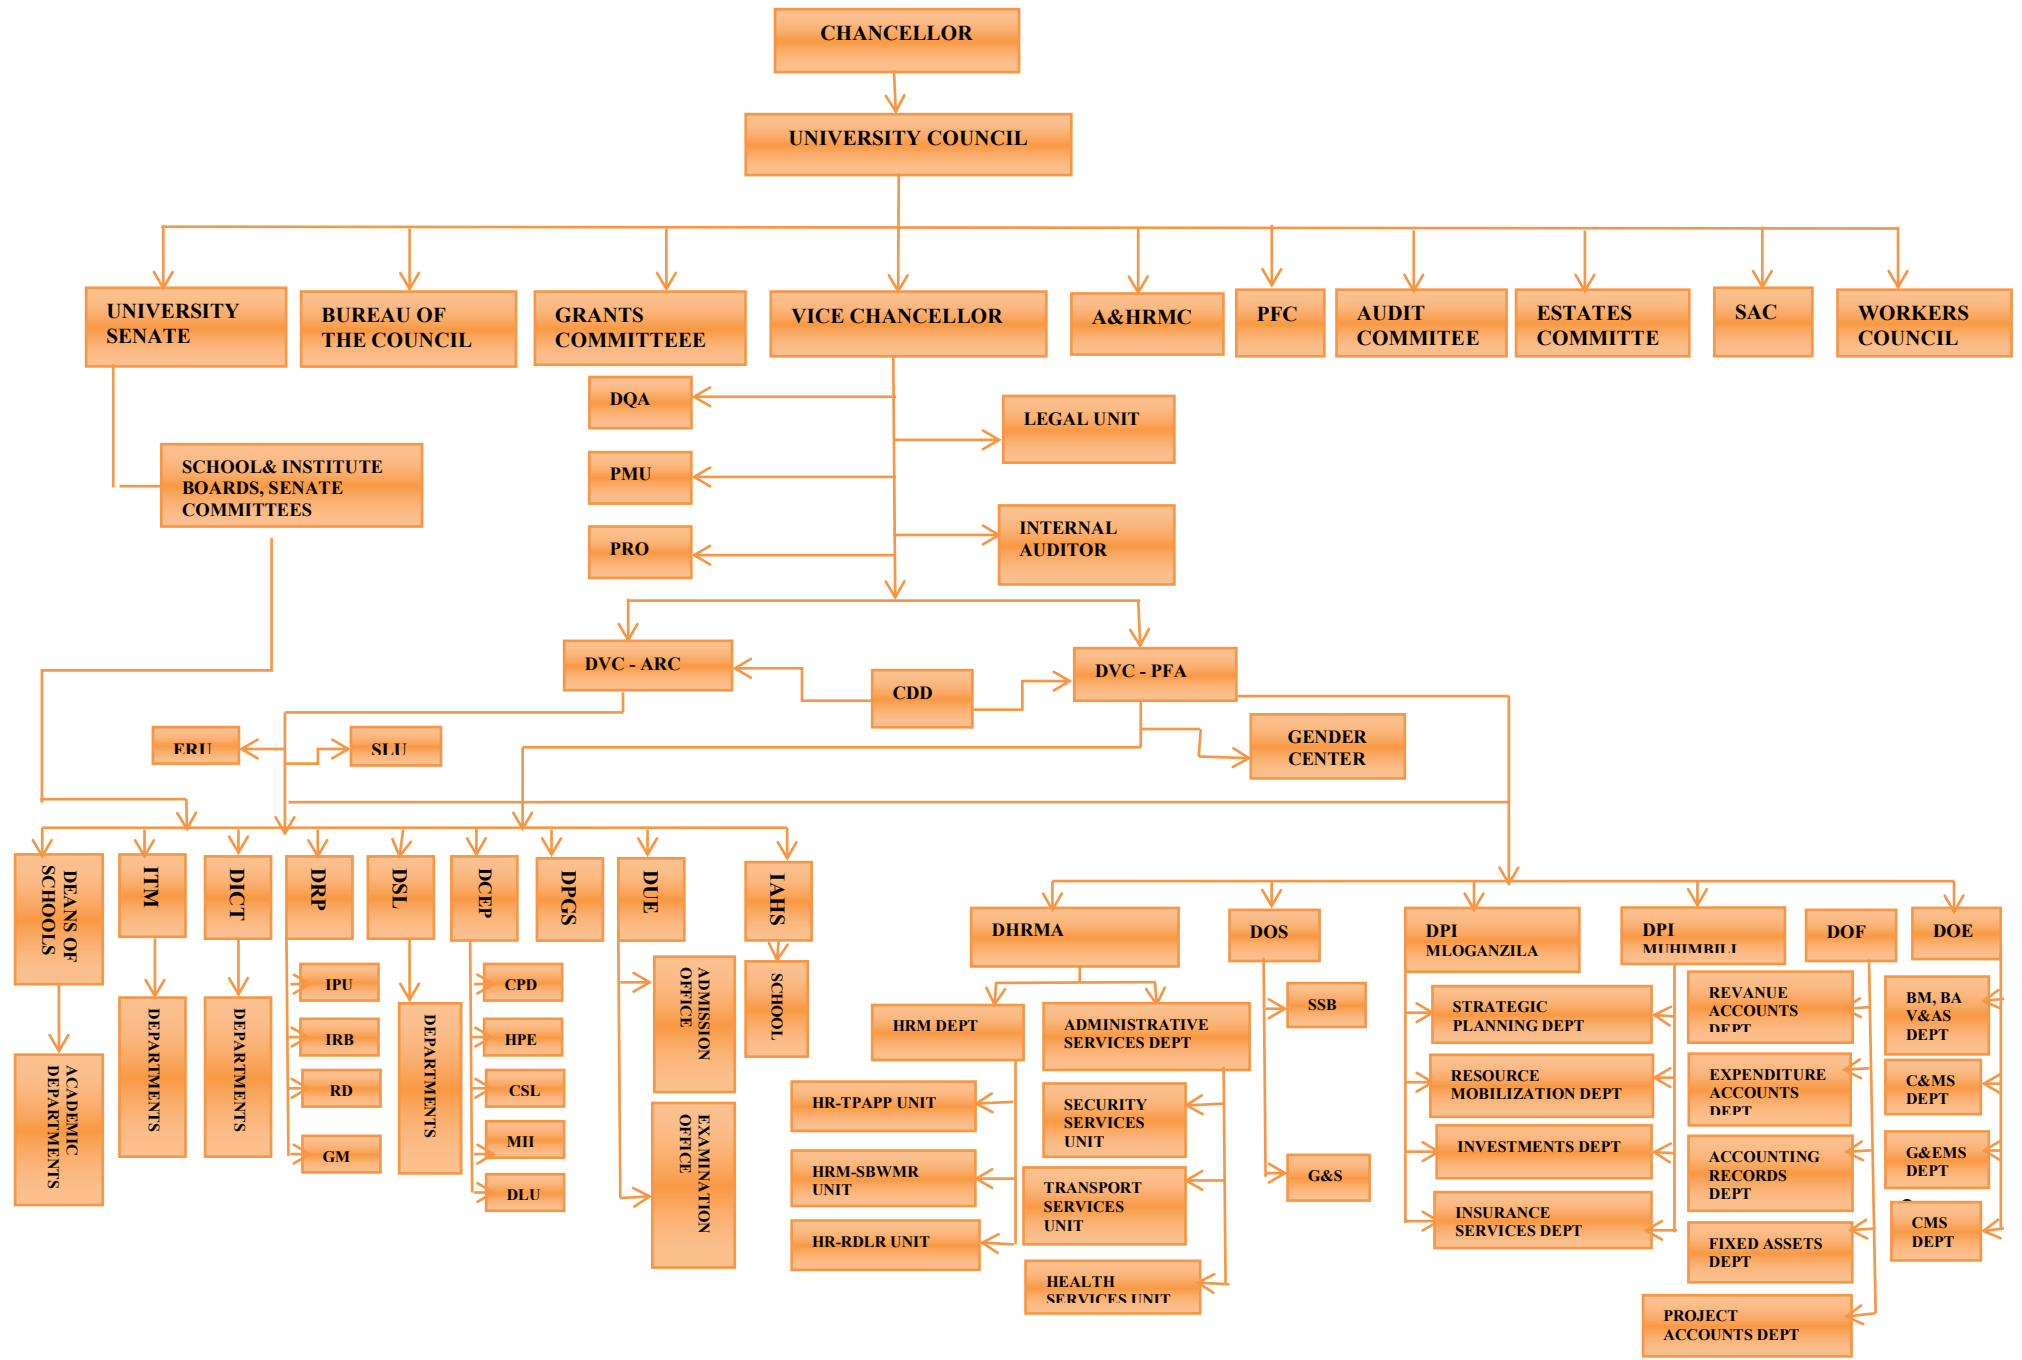 CHANCELLOR
UNIVERSITY COUNCIL
UNIVERSITY
SENATE
BUREAU OF
THE COUNCIL
GRANTS
COMMITTEEE
VICE CHANCELLOR
A&HRMC
PFC
AUDIT
COMMITEE
ESTATES
COMMITTE
SAC
WORKERS
COUNCIL
DQA
LEGAL UNIT
SCHOOL& INSTITUTE
BOARDS, SENATE
COMMITTEES
PMU
INTERNAL
AUDITOR
PRO
DVC - ARC
CDD
DVC - PFA
ERU
SLU
GENDER
CENTER
DEANS OF
SCHOOLS
ITM
DICT
DRP
DSL
DCEP
DPGS
DUE
IAHS
DHRMA
DOS
DPI
MLOGANZILA
DPI
MUHIMBILI
DOF
DOE
ACADEMIC
DEPARTMENTS
DEPARTMENTS
DEPARTMENTS
IPU
IRB
RD
GM
DEPARTMENTS
CPD
HPE
CSL
MII
DLU
ADMISSION
OFFICE
EXAMINATION
OFFICE
SCHOOL
HRM DEPT
ADMINISTRATIVE
SERVICES DEPT
HR-TPAPP UNIT
HRM-SBWMR
UNIT
HR-RDLR UNIT
SECURITY
SERVICES
UNIT
TRANSPORT
SERVICES
UNIT
HEALTH
SERVICES UNIT
SSB
G&S
STRATEGIC
PLANNING DEPT
RESOURCE
MOBILIZATION DEPT
INVESTMENTS DEPT
INSURANCE
SERVICES DEPT
REVANUE
ACCOUNTS
DEPT
EXPENDITURE
ACCOUNTS
DEPT
ACCOUNTING
RECORDS
DEPT
FIXED ASSETS
DEPT
PROJECT
ACCOUNTS DEPT
BM, BA
V&AS
DEPT
C&MS
DEPT
G&EMS
DEPT
CMS
DEPT